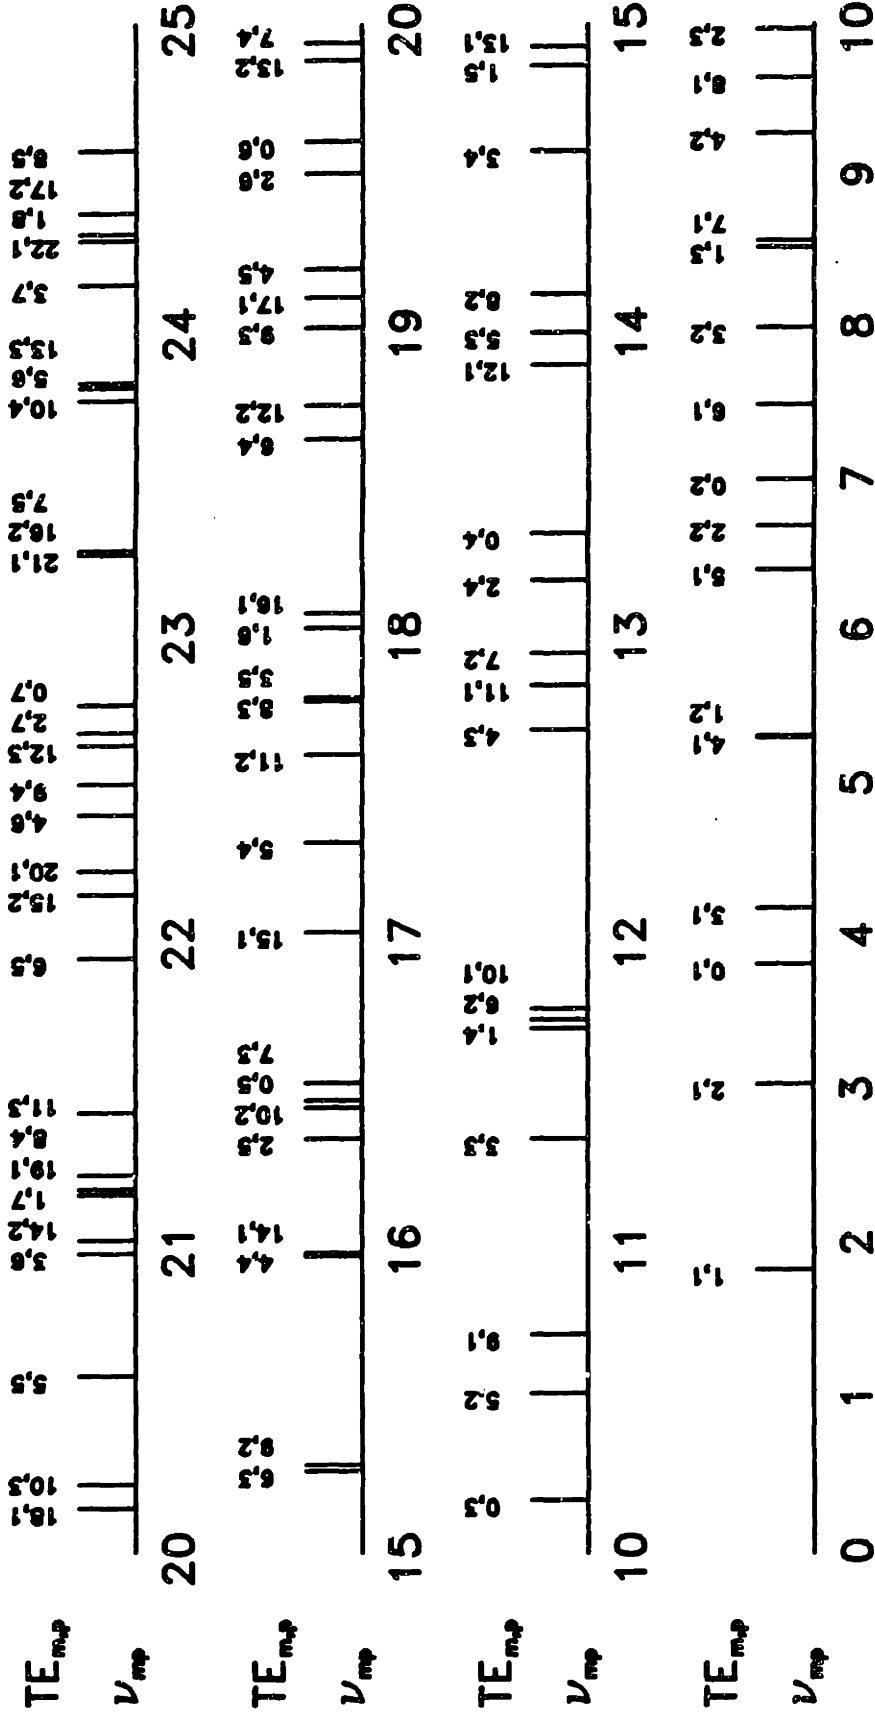 TEm,p 18,1 10,3 5,5 3,6 14,2 1,7 19,1 8,4 11,3 6,5 15,2 20,1 4,6 9,4 12,3 2,7 0,7 21,1 16,2 7,5 10,4 5,6 13,3 3,7 22,1 1,8 17,2 8,5
νmp 20 21 22 23 24 25
TEm,p 6,3 9,2 4,4 14,1 2,5 10,2 0,5 7,3 15,1 5,4 11,2 8,3 3,5 1,6 16,1 6,4 12,2 9,3 17,1 4,5 2,6 0,6 13,2 7,4
νmp 15 16 17 18 19 20
TEm,p 0,3 5,2 9,1 3,3 1,4 6,2 10,1 4,3 11,1 7,2 2,4 0,4 12,1 5,3 8,2 3,4 1,5 13,1
νmp 10 11 12 13 14 15
TEm,p 1,1 2,1 0,1 3,1 4,1 1,2 5,1 2,2 0,2 6,1 3,2 1,3 7,1 4,2 8,1 2,3
νmp 0 1 2 3 4 5 6 7 8 9 10